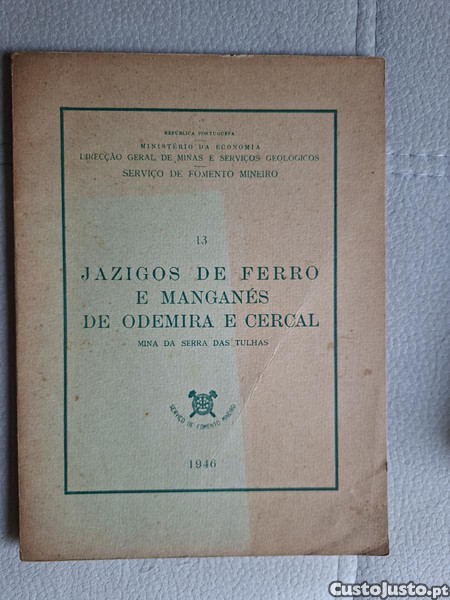 REPÚBLICA PORTUGUESA
MINISTÉRIO DA ECONOMIA
DIRECÇÃO GERAL DE MINAS E SERVIÇOS GEOLÓGICOS
SERVIÇO DE FOMENTO MINEIRO
13
JAZIGOS DE FERRO
E MANGANÉS
DE ODEMIRA E CERCAL
MINA DA SERRA DAS TULHAS
SERVIÇO DE FOMENTO MINEIRO
1946
CustoJusto.pt